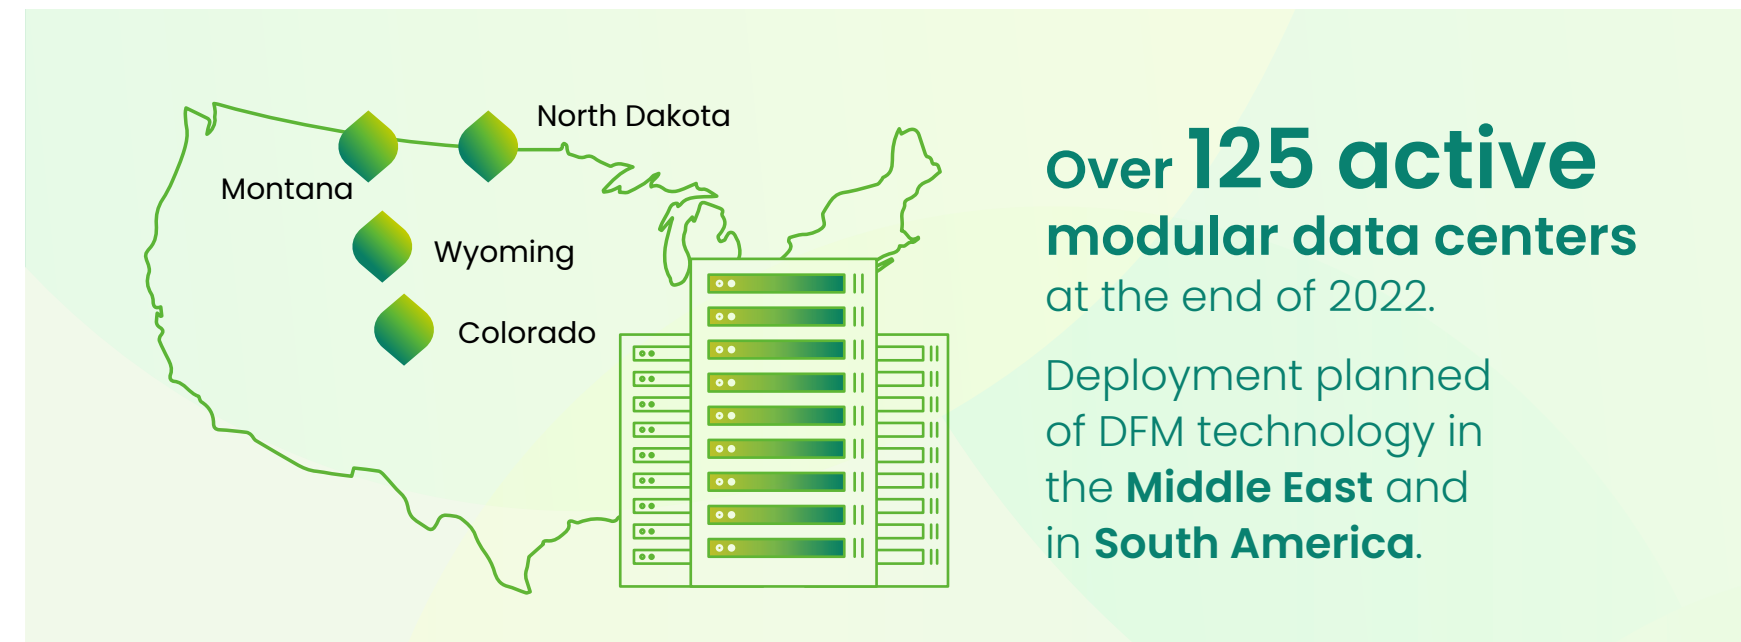 North Dakota
Montana
Wyoming
Colorado
Over 125 active
modular data centers
at the end of 2022.
Deployment planned
of DFM technology in
the Middle East and
in South America.